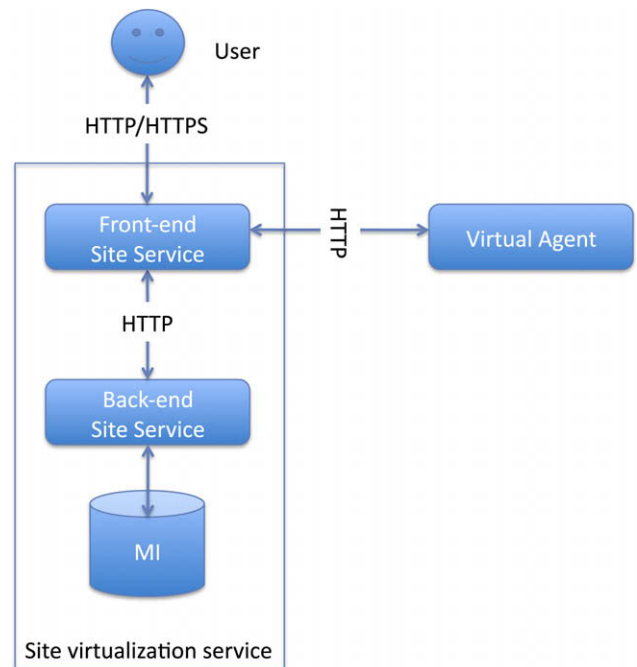 User
HTTP/HTTPS
Front-end
Site Service
HTTP
Virtual Agent
HTTP
Back-end
Site Service
MI
Site virtualization service